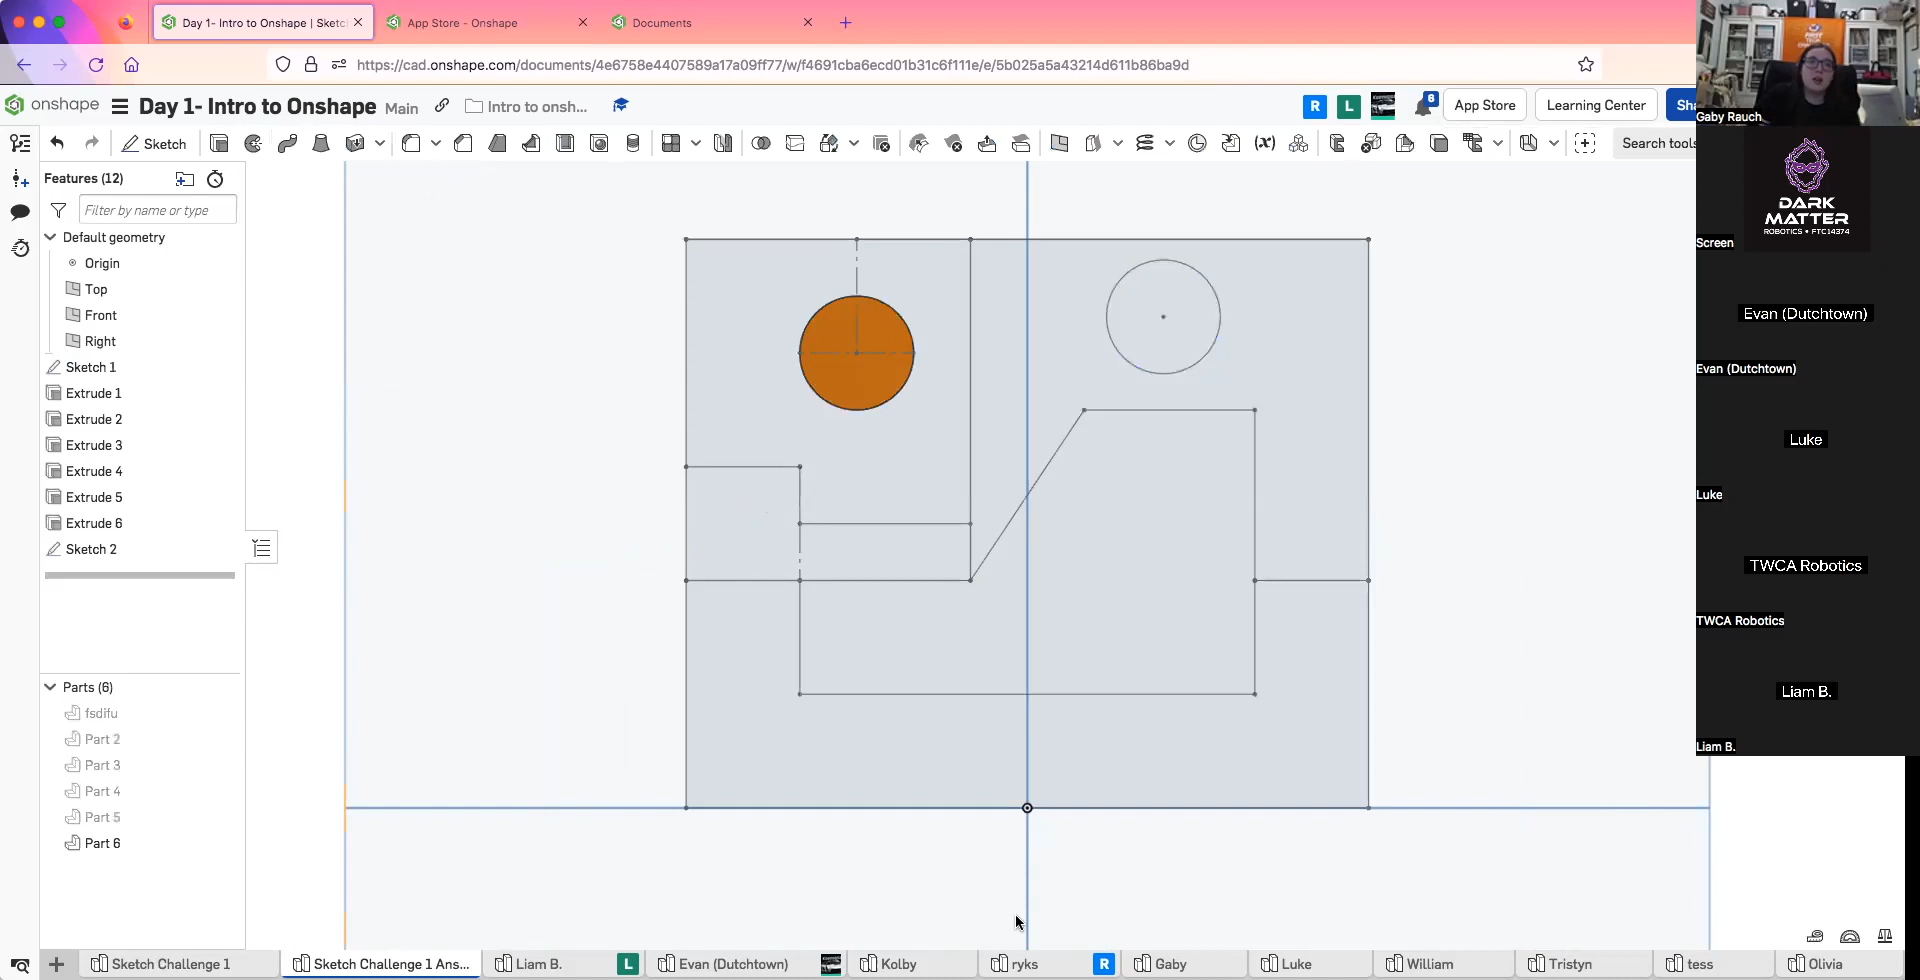 Day 1- Intro to Onshape | Sketc
App Store - Onshape
Documents
https://cad.onshape.com/documents/4e6758e4407589a17a09ff77/w/f4691cba6ecd01b31c6f111e/e/5b025a5a43214d611b86ba9d
onshape
Day 1- Intro to Onshape
Main
Intro to onsh...
R
L
6
App Store
Learning Center
Sha
Sketch
(x)
Search tools
Features (12)
Filter by name or type
Default geometry
Origin
Top
Front
Right
Sketch 1
Extrude 1
Extrude 2
Extrude 3
Extrude 4
Extrude 5
Extrude 6
Sketch 2
Parts (6)
fsdifu
Part 2
Part 3
Part 4
Part 5
Part 6
Gaby Rauch
DARK
MATTER
ROBOTICS • FTC14374
Screen
Evan (Dutchtown)
Evan (Dutchtown)
Luke
Luke
TWCA Robotics
TWCA Robotics
Liam B.
Liam B.
Sketch Challenge 1
Sketch Challenge 1 Ans...
Liam B.
L
Evan (Dutchtown)
Kolby
ryks
R
Gaby
Luke
William
Tristyn
tess
Olivia